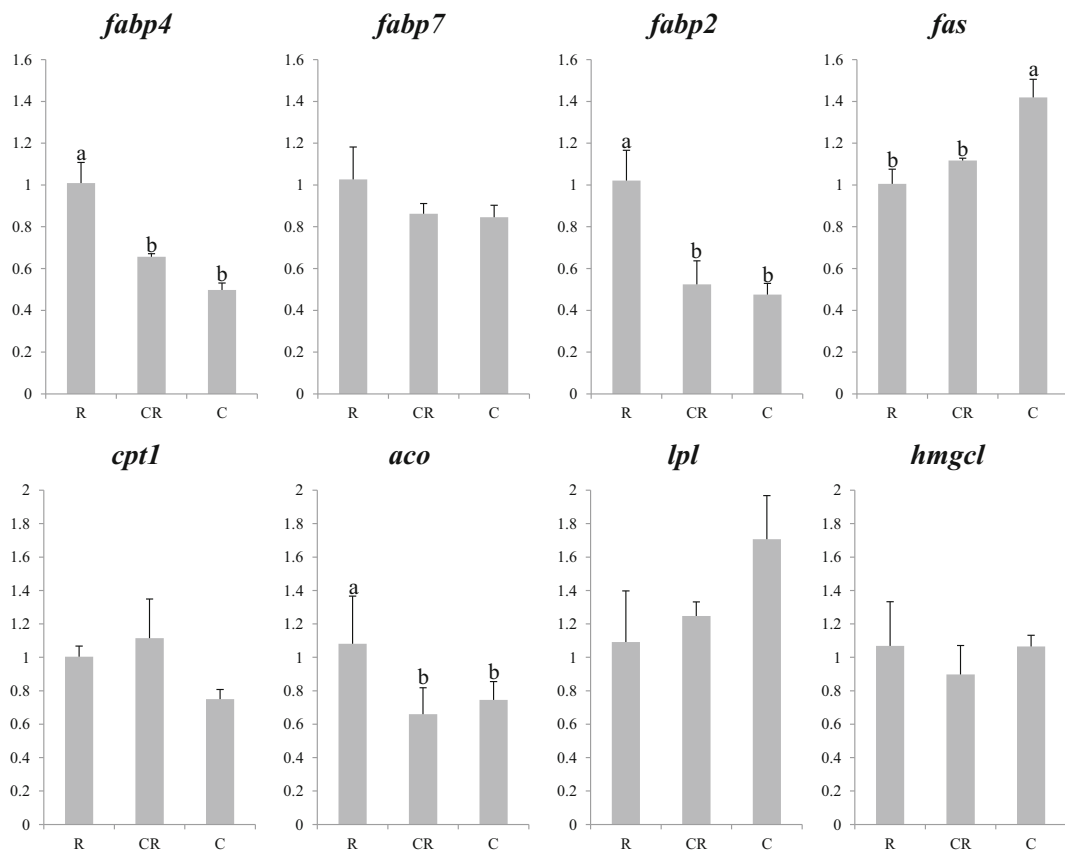 fabp4 fabp7 fabp2 fas
1.6 1.6 1.6 1.6
a
1.4 1.4 1.4 1.4
1.2 1.2 1.2 1.2
a a b b
1 1 1 1
0.8 0.8 0.8 0.8
b b b
0.6 0.6 0.6 0.6
b
0.4 0.4 0.4 0.4
0.2 0.2 0.2 0.2
0 0 0 0
R CR C R CR C R CR C R CR C
cpt1 aco lpl hmgcl
2 2 2 2
1.8 1.8 1.8 1.8
1.6 1.6 1.6 1.6
1.4 1.4 1.4 1.4
a
1.2 1.2 1.2 1.2
1 1 1 1
b b
0.8 0.8 0.8 0.8
0.6 0.6 0.6 0.6
0.4 0.4 0.4 0.4
0.2 0.2 0.2 0.2
0 0 0 0
R CR C R CR C R CR C R CR C